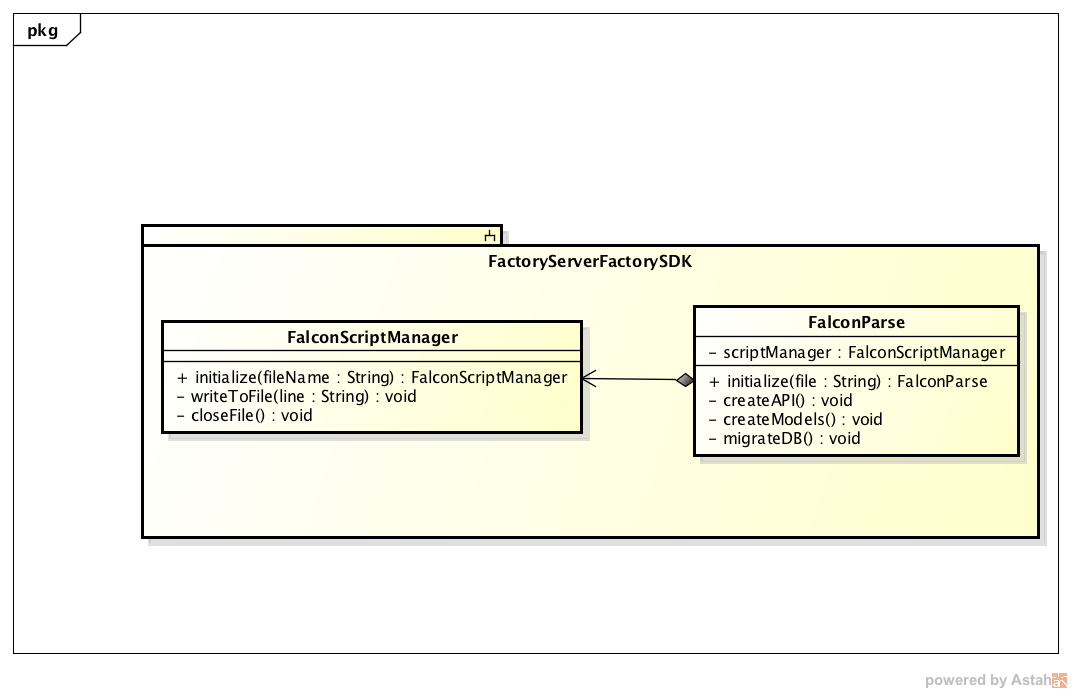 pkg
FactoryServerFactorySDK
FalconScriptManager
+ initialize(fileName : String) : FalconScriptManager
- writeToFile(line : String) : void
- closeFile() : void
FalconParse
- scriptManager : FalconScriptManager
+ initialize(file : String) : FalconParse
- createAPI() : void
- createModels() : void
- migrateDB() : void
powered by Astah